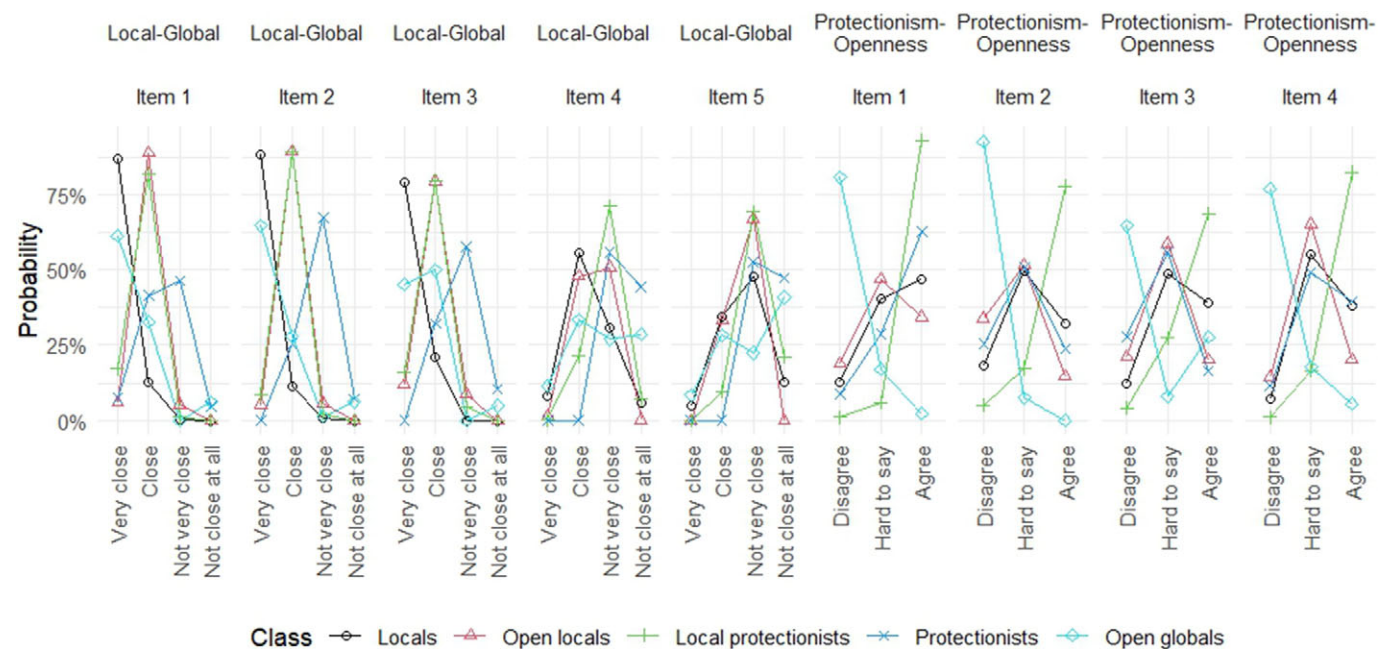 Local-Global Local-Global Local-Global Local-Global Local-Global Protectionism-Openness Protectionism-Openness Protectionism-Openness Protectionism-Openness
Item 1 Item 2 Item 3 Item 4 Item 5 Item 1 Item 2 Item 3 Item 4
Probability
75%
50%
25%
0%
Very close Close Not very close Not close at all Very close Close Not very close Not close at all Very close Close Not very close Not close at all Very close Close Not very close Not close at all Very close Close Not very close Not close at all Disagree Hard to say Agree Disagree Hard to say Agree Disagree Hard to say Agree Disagree Hard to say Agree
Class Locals Open locals Local protectionists Protectionists Open globals